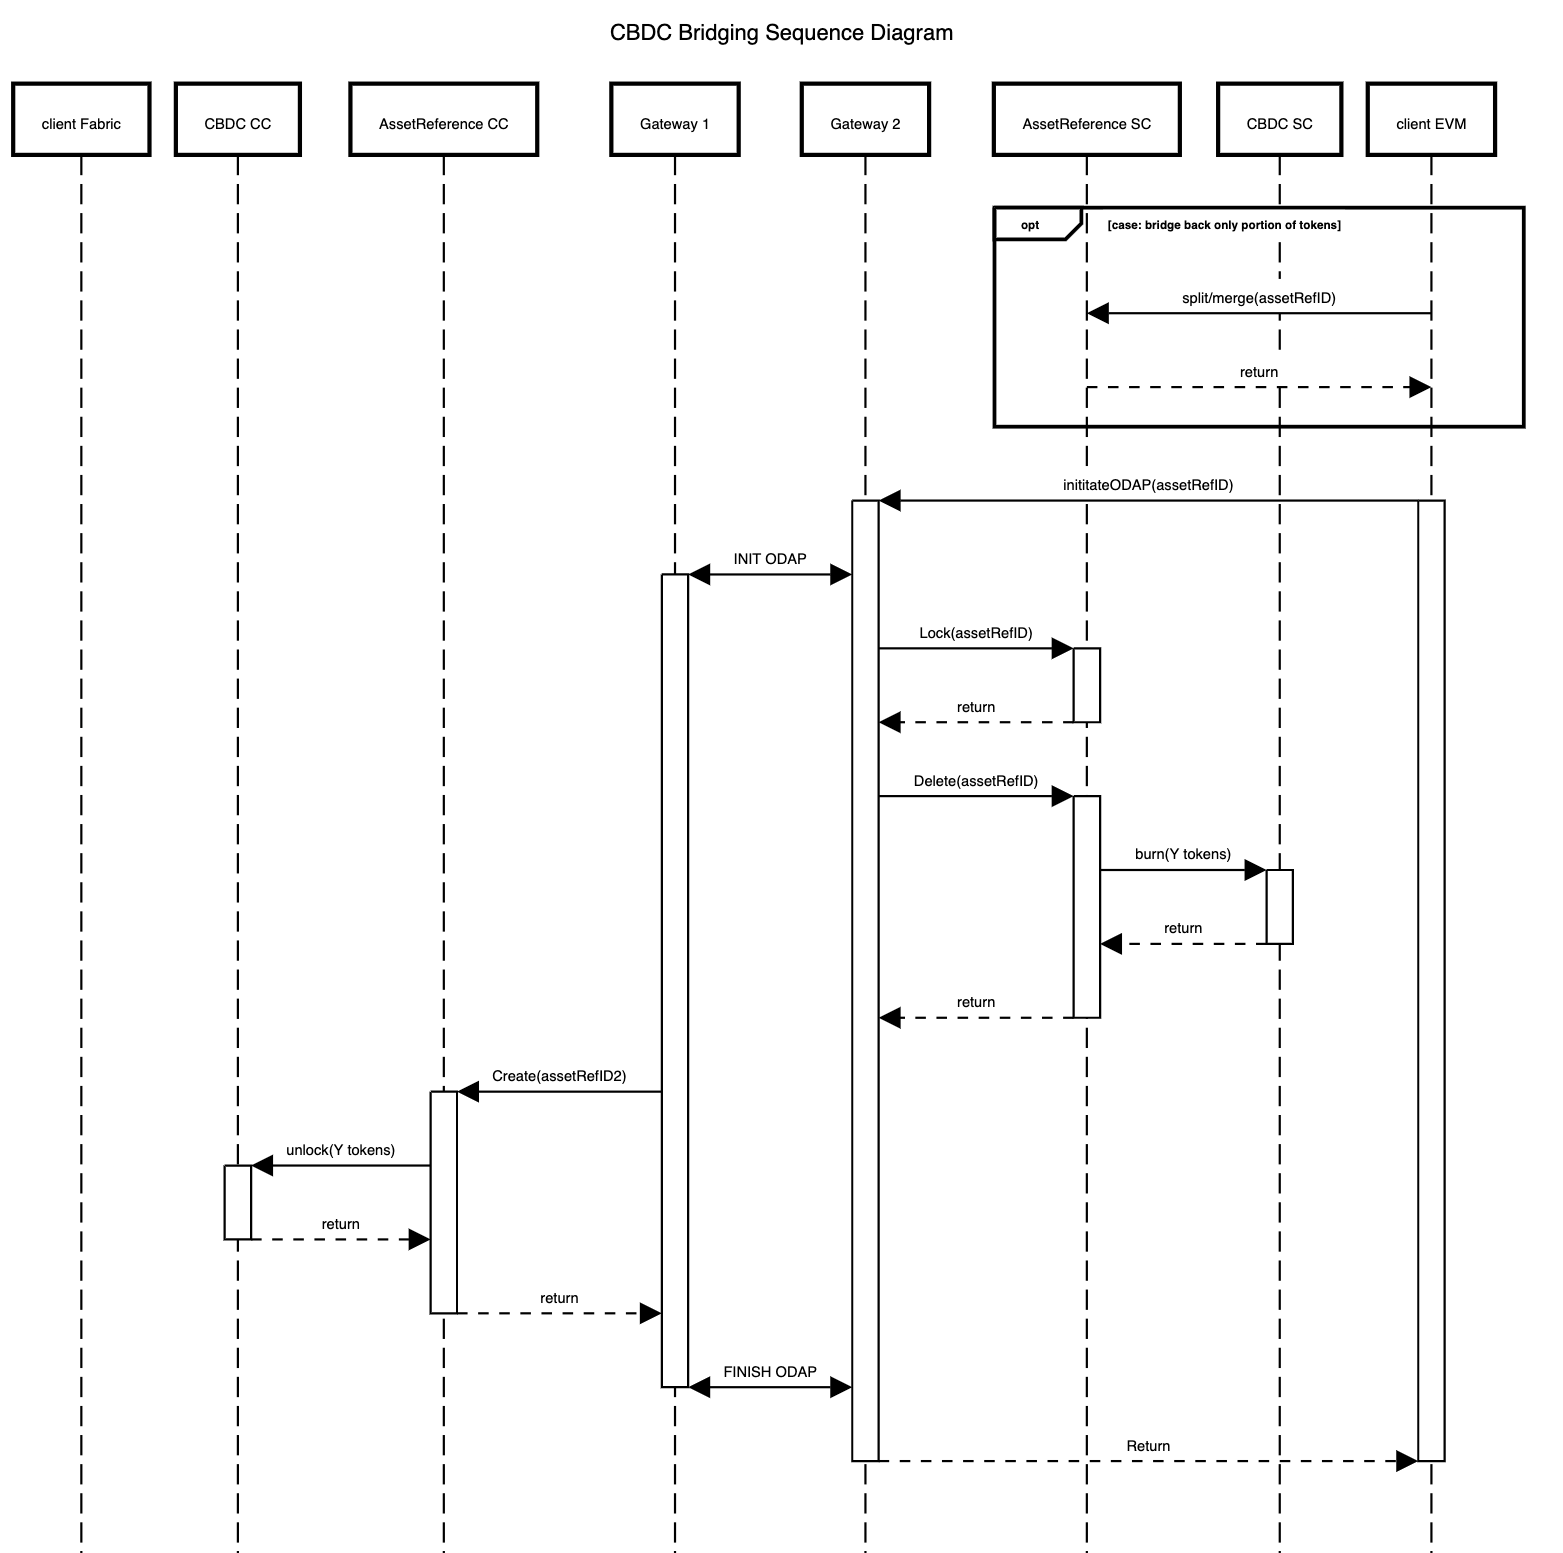 CBDC Bridging Sequence Diagram
client Fabric
CBDC CC
AssetReference CC
Gateway 1
Gateway 2
AssetReference SC
CBDC SC
client EVM
opt
[case: bridge back only portion of tokens]
split/merge(assetRefID)
return
inititateODAP(assetRefID)
INIT ODAP
Lock(assetRefID)
return
Delete(assetRefID)
burn(Y tokens)
return
return
Create(assetRefID2)
unlock(Y tokens)
return
return
FINISH ODAP
Return